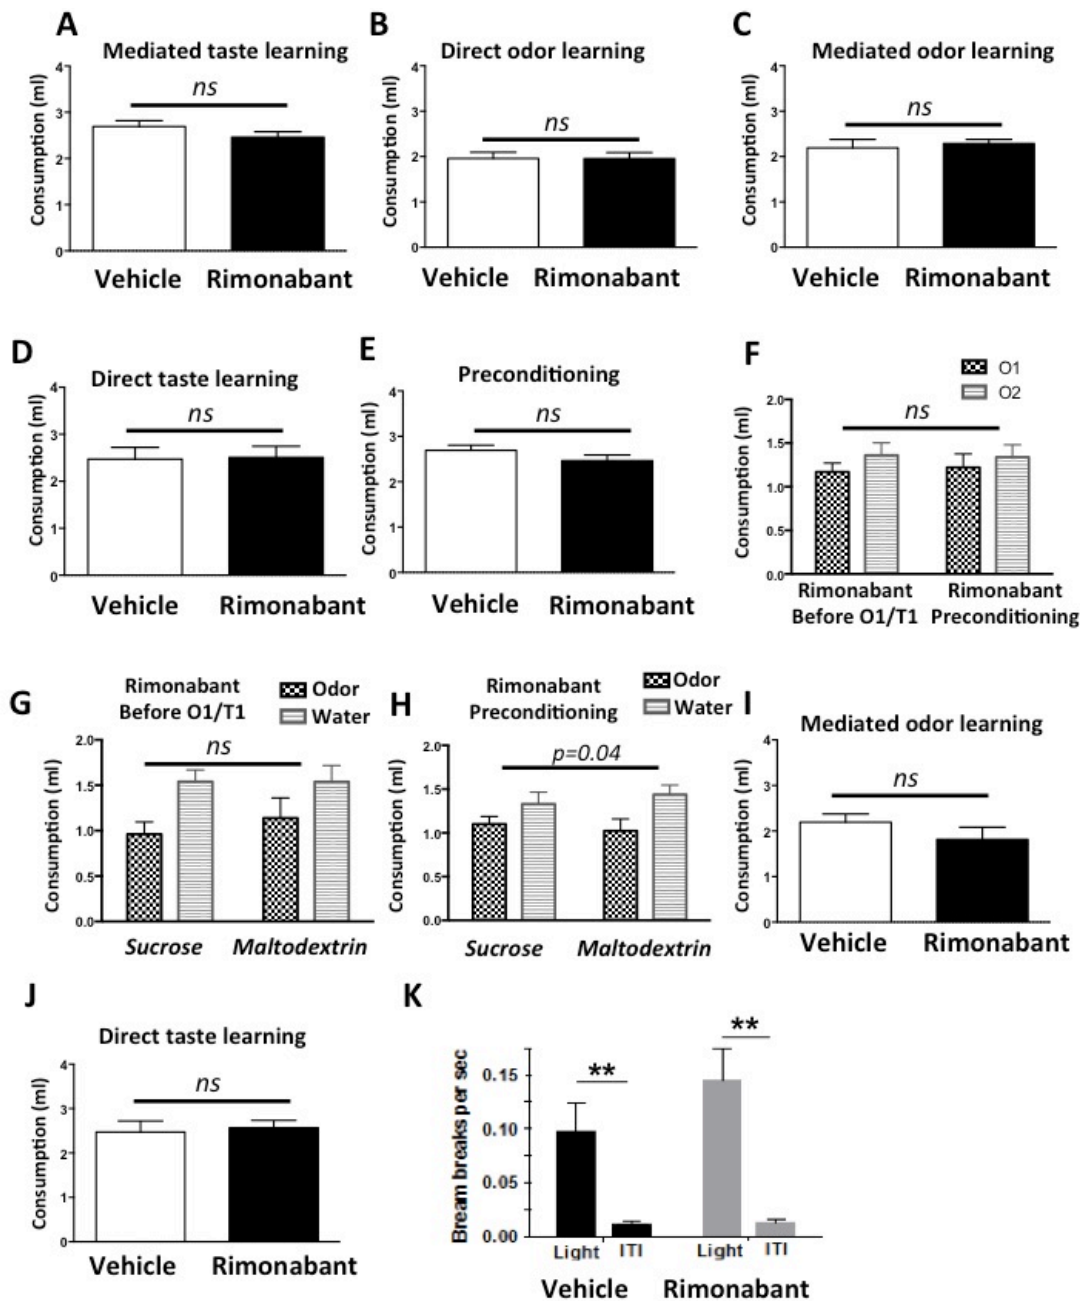 A
Mediated taste learning
Consumption (ml)
4
3
2
1
0
ns
Vehicle Rimonabant
B
Direct odor learning
Consumption (ml)
4
3
2
1
0
ns
Vehicle Rimonabant
C
Mediated odor learning
Consumption (ml)
4
3
2
1
0
ns
Vehicle Rimonabant
D
Direct taste learning
Consumption (ml)
4
3
2
1
0
ns
Vehicle Rimonabant
E
Preconditioning
Consumption (ml)
4
3
2
1
0
ns
Vehicle Rimonabant
F
O1
O2
Consumption (ml)
2.0
1.5
1.0
0.5
0.0
ns
Rimonabant Rimonabant
Before O1/T1 Preconditioning
G
Rimonabant
Before O1/T1
Odor
Water
Consumption (ml)
2.0
1.5
1.0
0.5
0.0
ns
Sucrose Maltodextrin
H
Rimonabant
Preconditioning
Odor
Water
Consumption (ml)
2.0
1.5
1.0
0.5
0.0
p=0.04
Sucrose Maltodextrin
I
Mediated odor learning
Consumption (ml)
4
3
2
1
0
ns
Vehicle Rimonabant
J
Direct taste learning
Consumption (ml)
4
3
2
1
0
ns
Vehicle Rimonabant
K
Bream breaks per sec
0.15
0.10
0.05
0.00
**
**
Light ITI Light ITI
Vehicle Rimonabant